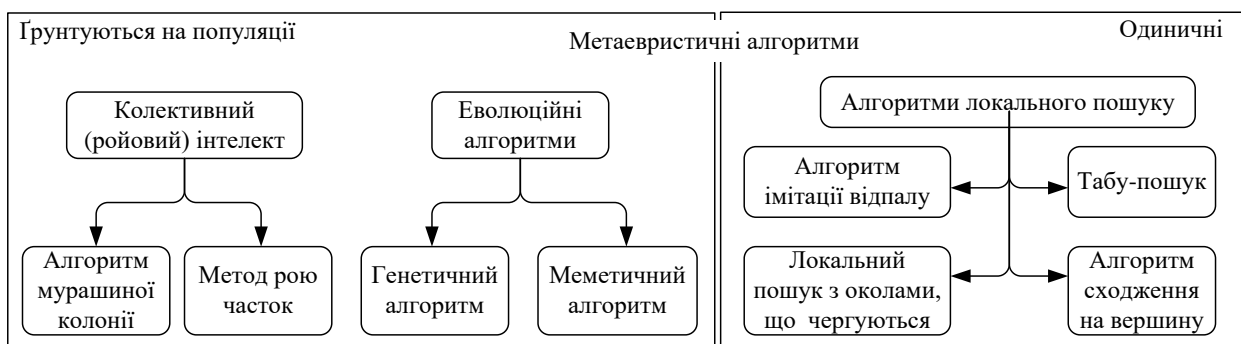 Ґрунтуються на популяції
Метаевристичні алгоритми
Одиничні
Колективний
(ройовий) інтелект
Еволюційні
алгоритми
Алгоритм
мурашиної
колонії
Метод рою
часток
Генетичний
алгоритм
Меметичний
алгоритм
Алгоритми локального пошуку
Алгоритм
імітації відпалу
Табу-пошук
Локальний
пошук з околами,
що чергуються
Алгоритм
сходження
на вершину